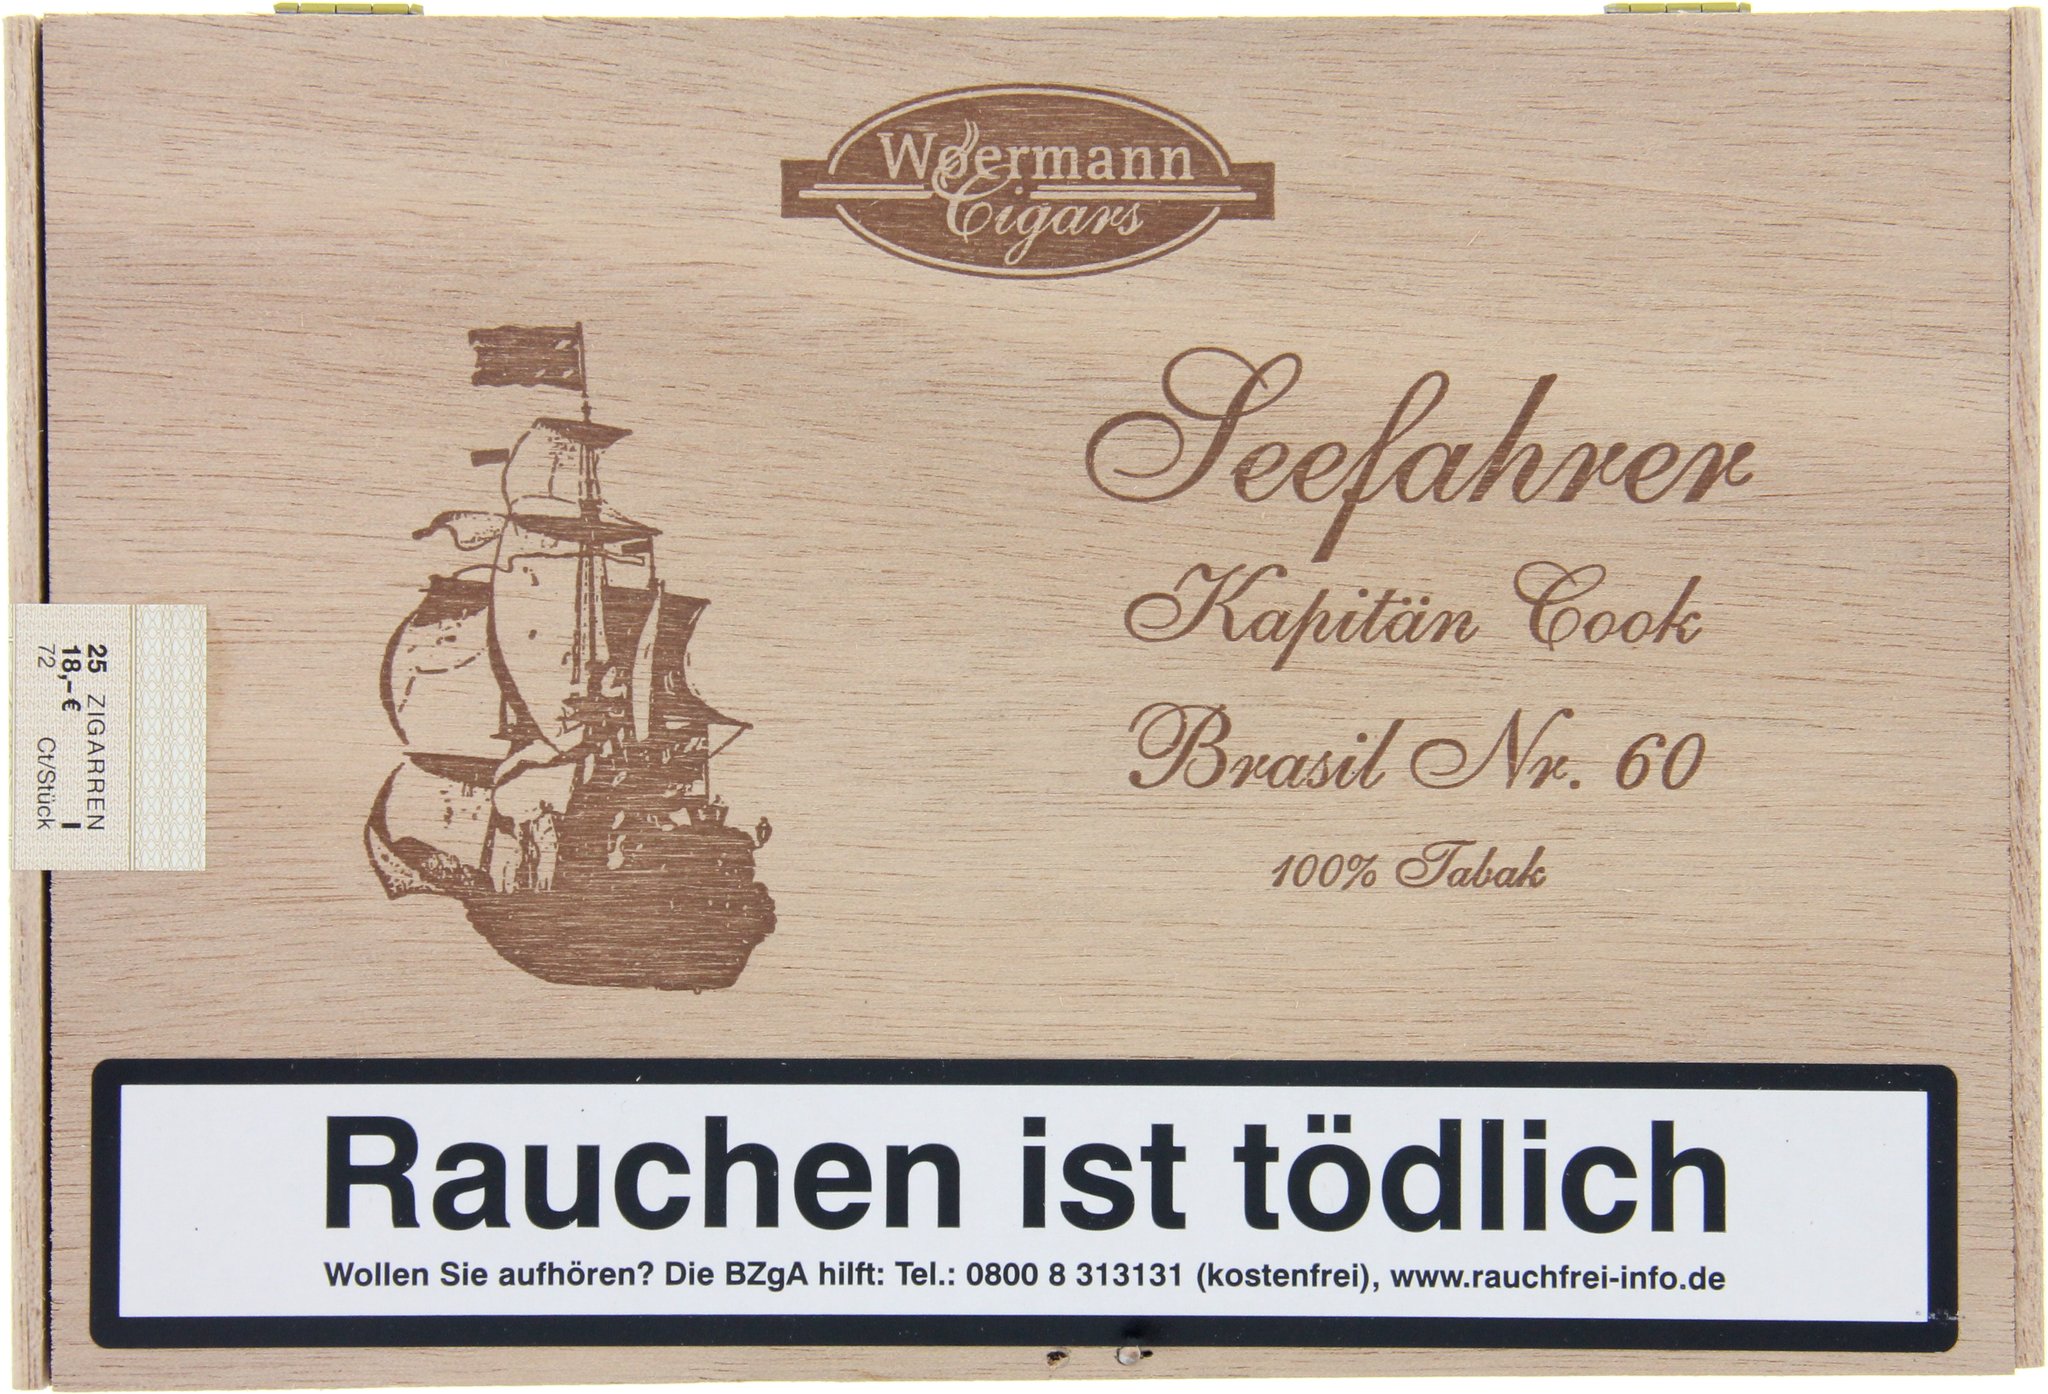 Woermann
Cigars
Seefahrer
Kapitän Cook
Brasil Nr. 60
100% Tabak
25 ZIGARREN
18,-€ I
72 Ct/Stück
Rauchen ist tödlich
Wollen Sie aufhören? Die BZgA hilft: Tel.: 0800 8 313131 (kostenfrei), www.rauchfrei-info.de